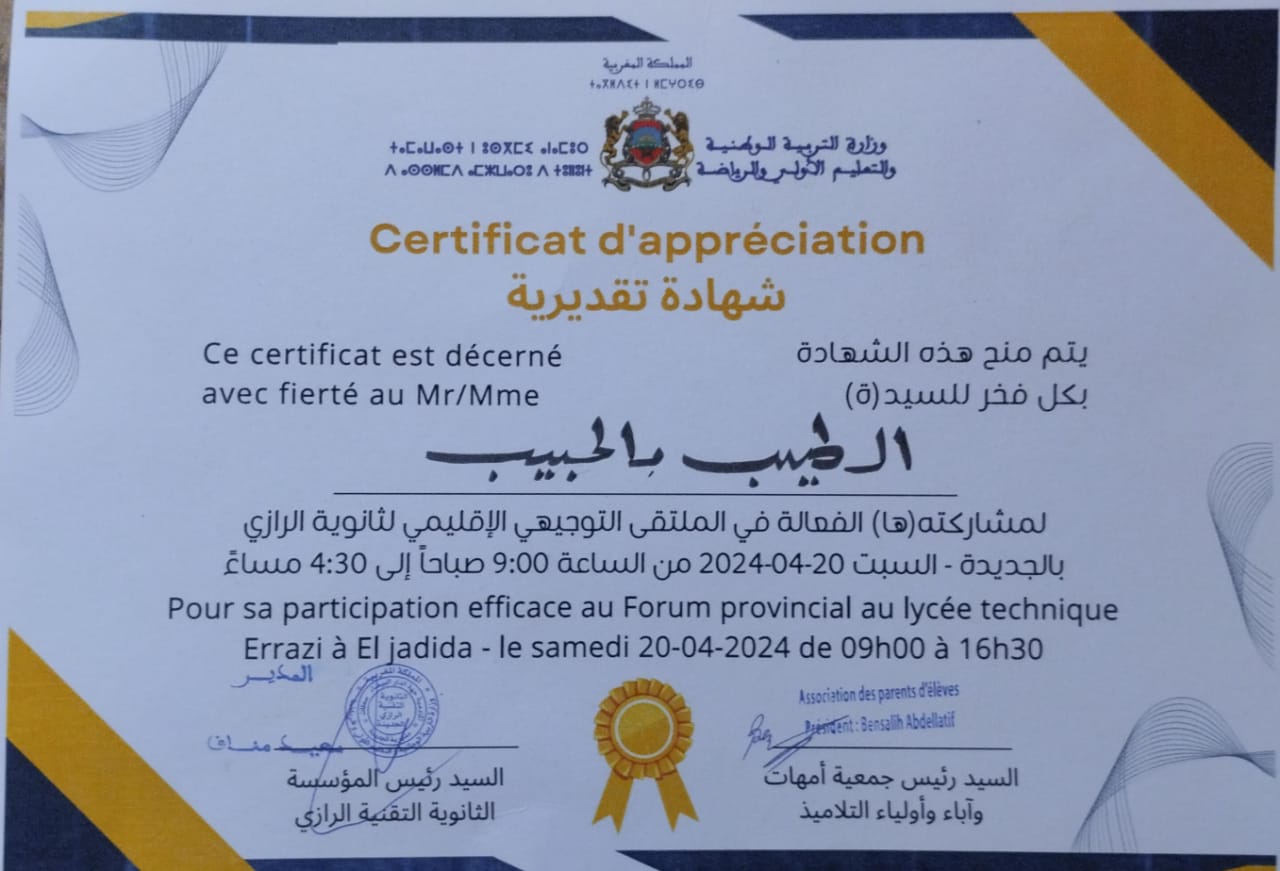 المملكة المغربية
ⵜⴰⴳⵍⴷⵉⵜ ⵏ ⵍⵎⵖⵔⵉⴱ
وزارة التربية الوطنية
والتعليم الأولي والرياضة
ⵜⴰⵎⴰⵡⴰⵙⵜ ⵏ ⵓⵙⴳⵎⵉ ⴰⵏⴰⵎⵓⵔ
ⴷ ⴰⵙⵙⵍⵎⴷ ⴰⵎⵣⵡⴰⵔⵓ ⴷ ⵜⵓⵏⵏⵓⵏⵜ
Certificat d'appréciation
شهادة تقديرية
Ce certificat est décerné
avec fierté au Mr/Mme
يتم منح هذه الشهادة
بكل فخر للسيد(ة)
الطيب بالحبيب
لمشاركته(ها) الفعالة في الملتقى التوجيهي الإقليمي لثانوية الرازي
بالجديدة - السبت 20-04-2024 من الساعة 9:00 صباحاً إلى 4:30 مساءً
Pour sa participation efficace au Forum provincial au lycée technique
Errazi à El jadida - le samedi 20-04-2024 de 09h00 à 16h30
المدير
سعيد مناف
السيد رئيس المؤسسة
الثانوية التقنية الرازي
Association des parents d'élèves
Président : Bensalih Abdellatif
السيد رئيس جمعية أمهات
وآباء وأولياء التلاميذ